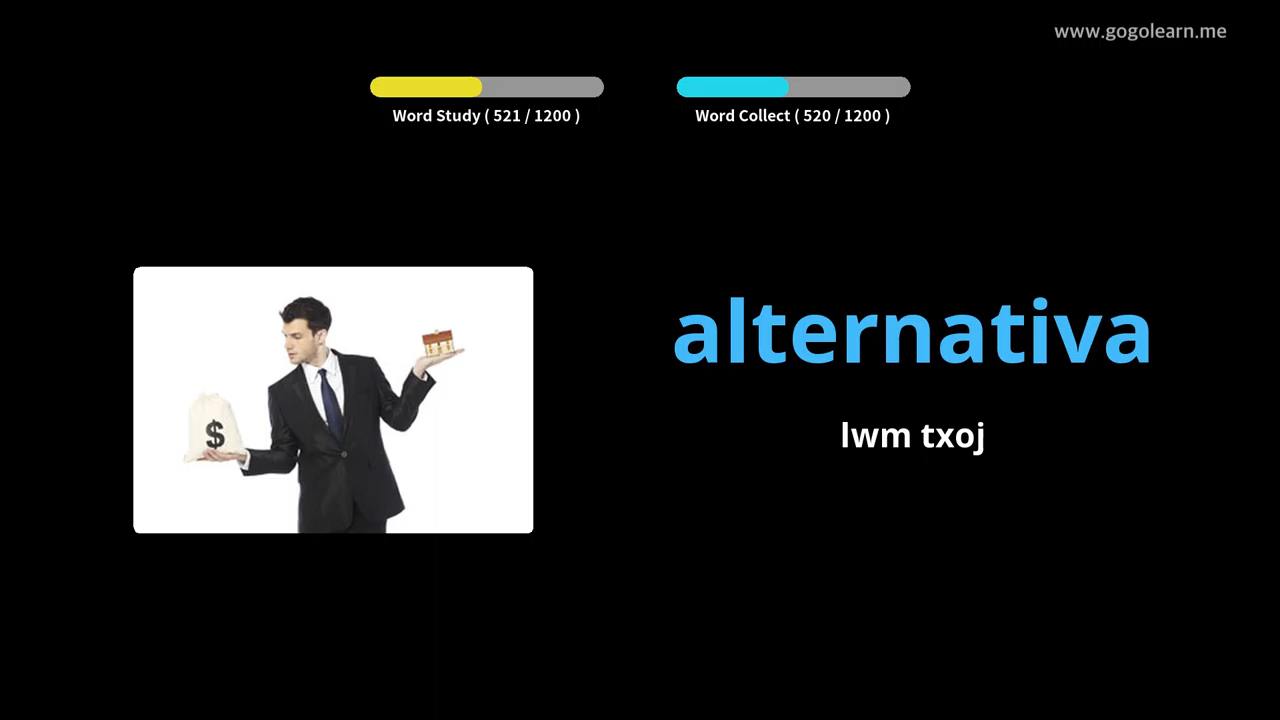 www.gogolearn.me
Word Study ( 521 / 1200 )
Word Collect ( 520 / 1200 )
alternativa
lwm txoj
$